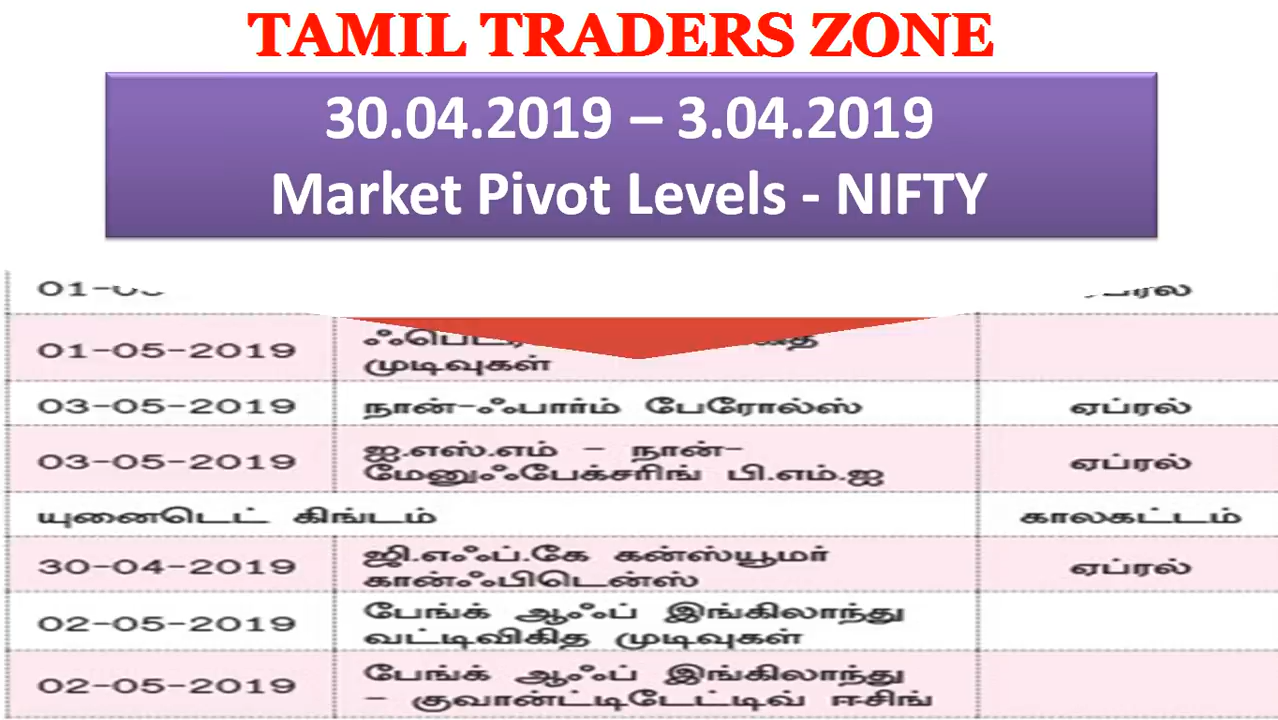 TAMIL TRADERS ZONE
30.04.2019 – 3.04.2019
Market Pivot Levels - NIFTY
01-05-2019
முடிவுகள்
03-05-2019 நான்-ஃபார்ம் பேரோல்ஸ் ஏப்ரல்
03-05-2019 ஐ.எஸ்.எம் - நான்-
மேனுஃபேக்சரிங் பி.எம்.ஐ ஏப்ரல்
யுனைடெட் கிங்டம் காலகட்டம்
30-04-2019 ஜி.எஃப்.கே கன்ஸ்யூமர்
கான்ஃபிடென்ஸ் ஏப்ரல்
02-05-2019 பேங்க் ஆஃப் இங்கிலாந்து
வட்டிவிகித முடிவுகள்
02-05-2019 பேங்க் ஆஃப் இங்கிலாந்து
- குவான்ட்டிடேட்டிவ் ஈசிங்